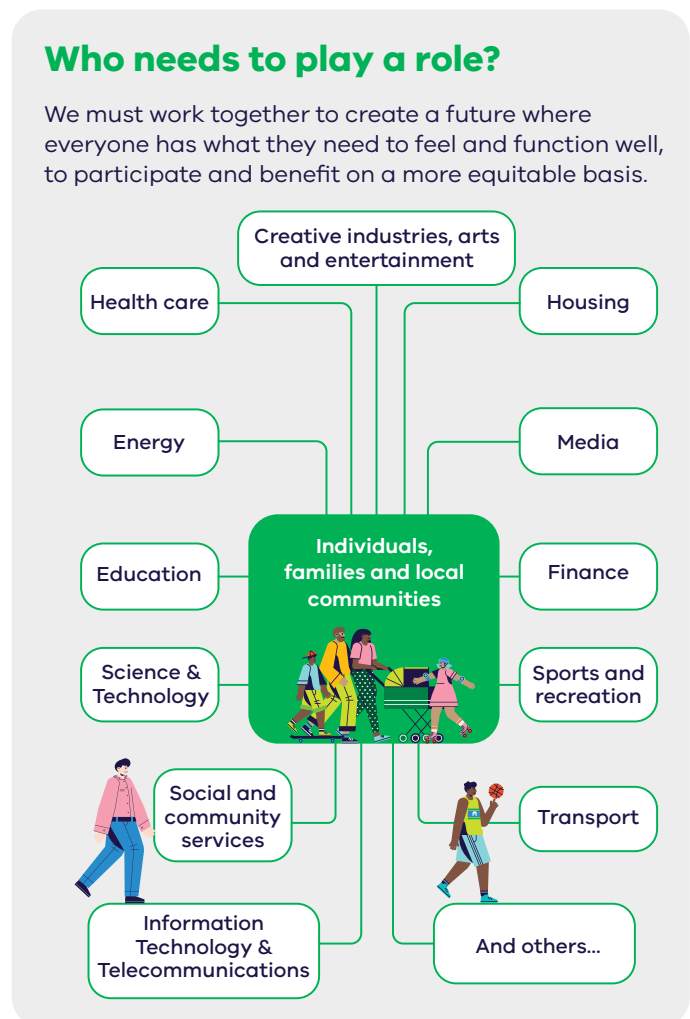 Who needs to play a role?
We must work together to create a future where
everyone has what they need to feel and function well,
to participate and benefit on a more equitable basis.
Creative industries, arts
and entertainment
Health care
Housing
Energy
Media
Individuals,
families and local
communities
Education
Finance
Science &
Technology
Sports and
recreation
Social and
community
services
Transport
Information
Technology &
Telecommunications
And others...